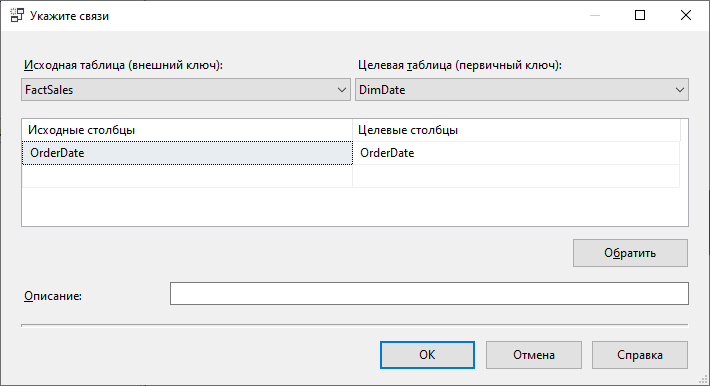 Укажите связи
Исходная таблица (внешний ключ): Целевая таблица (первичный ключ):
FactSales DimDate
Исходные столбцы Целевые столбцы
OrderDate OrderDate
Обратить
Описание:
OK Отмена Справка